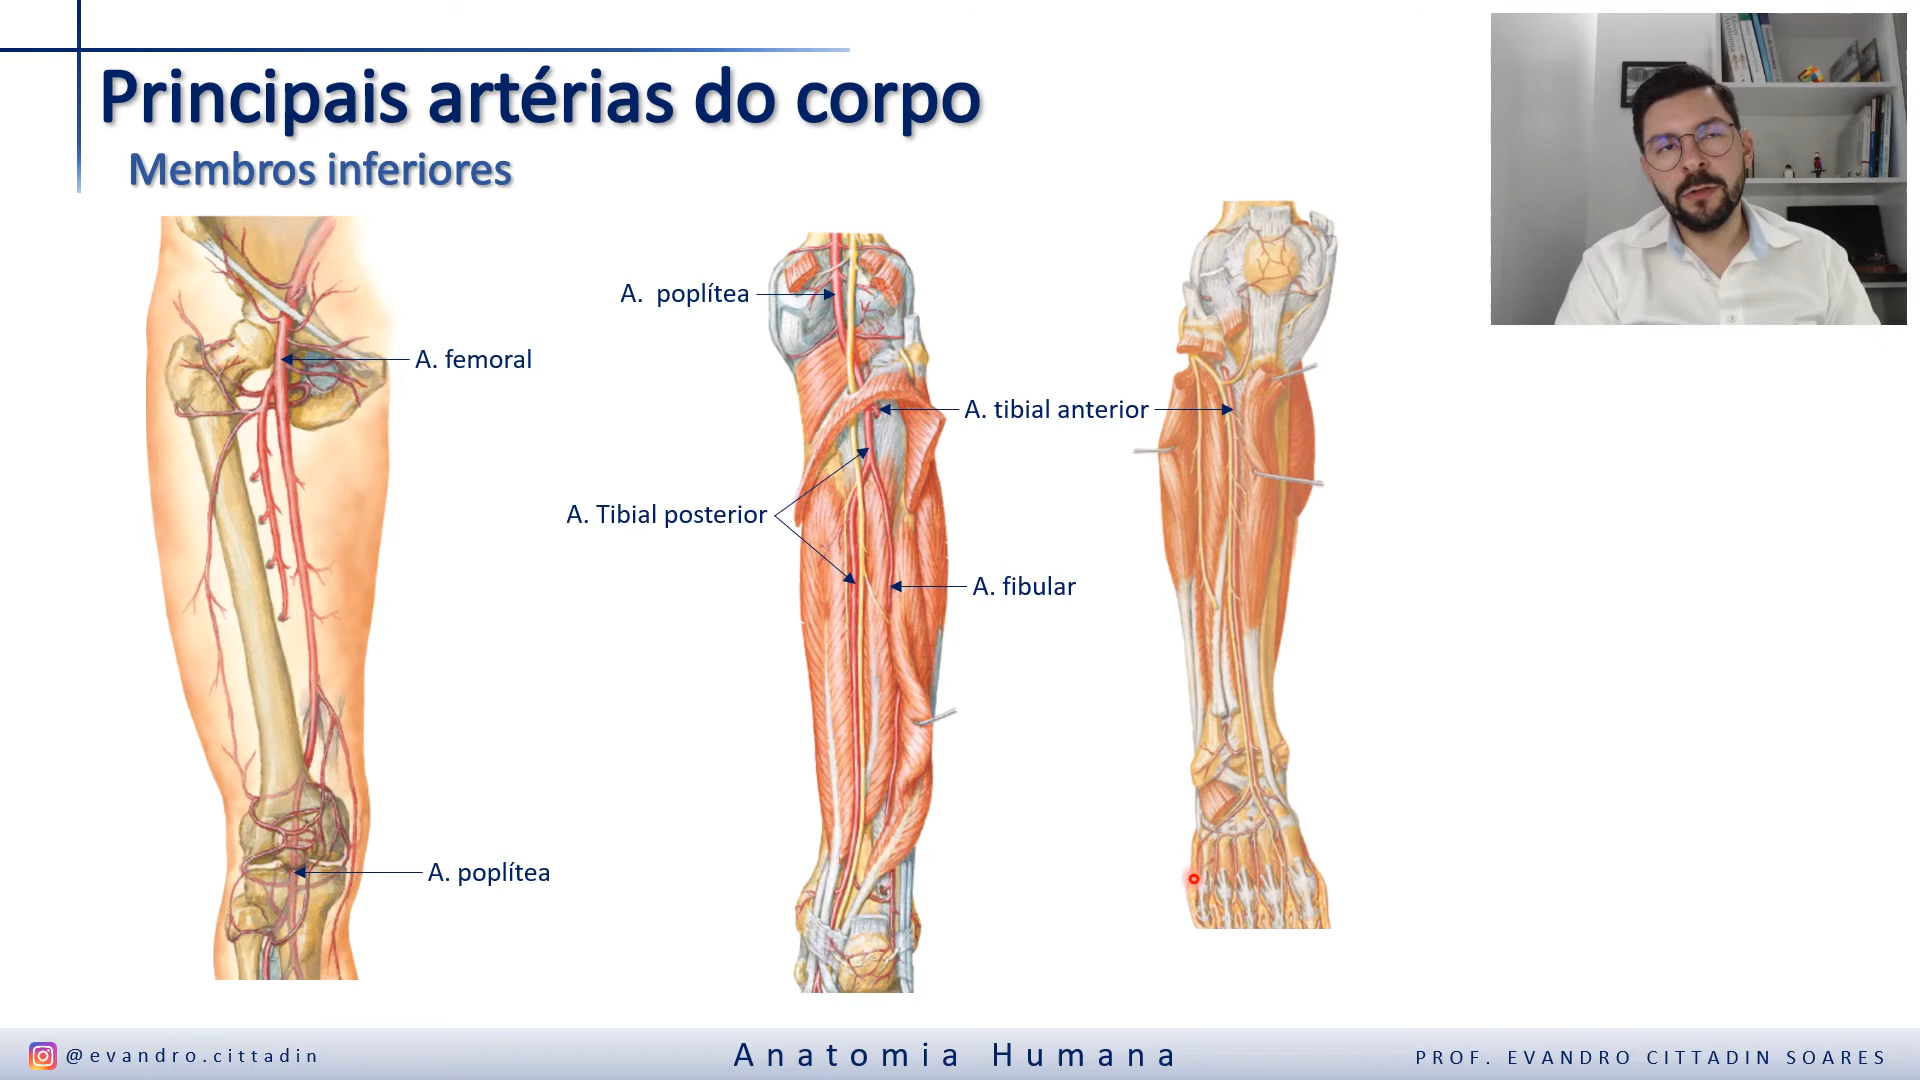 Principais artérias do corpo
Membros inferiores
A. poplítea
A. femoral
A. tibial anterior
A. Tibial posterior
A. fibular
A. poplítea
@evandro.cittadin
Anatomia Humana
PROF. EVANDRO CITTADIN SOARES